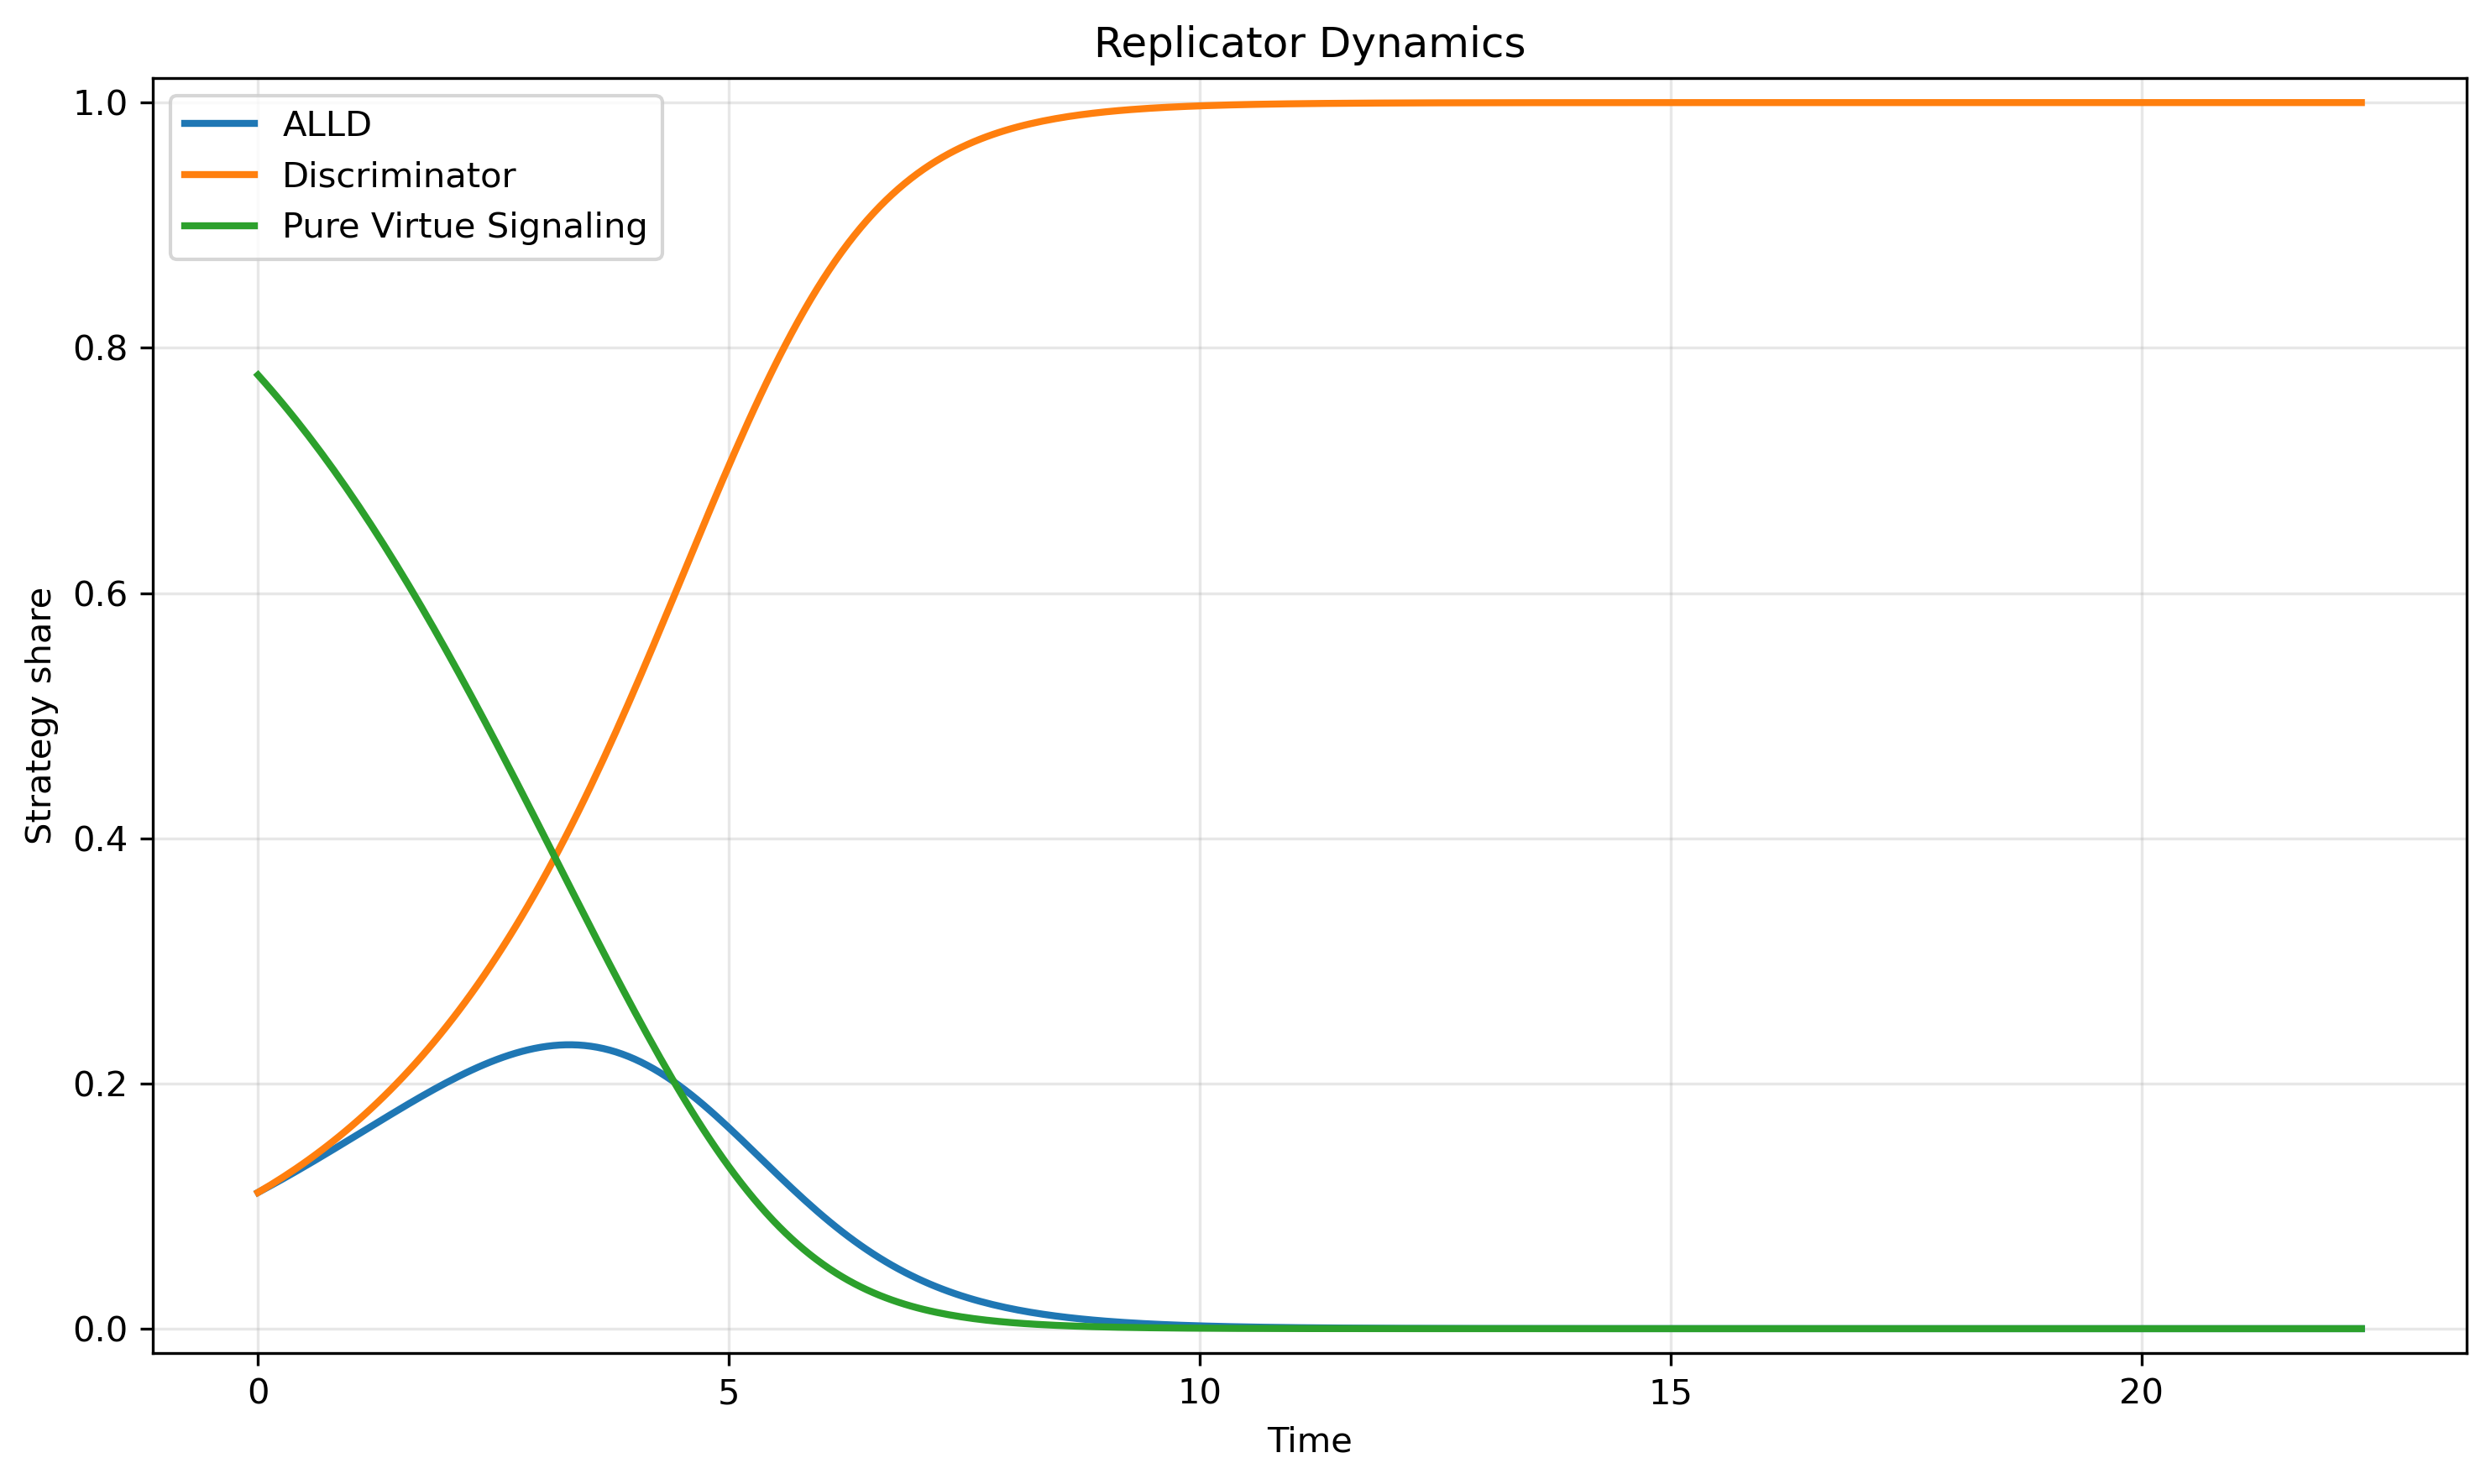 Replicator Dynamics
ALLD
Discriminator
Pure Virtue Signaling
Strategy share
1.0
0.8
0.6
0.4
0.2
0.0
0 5 10 15 20
Time